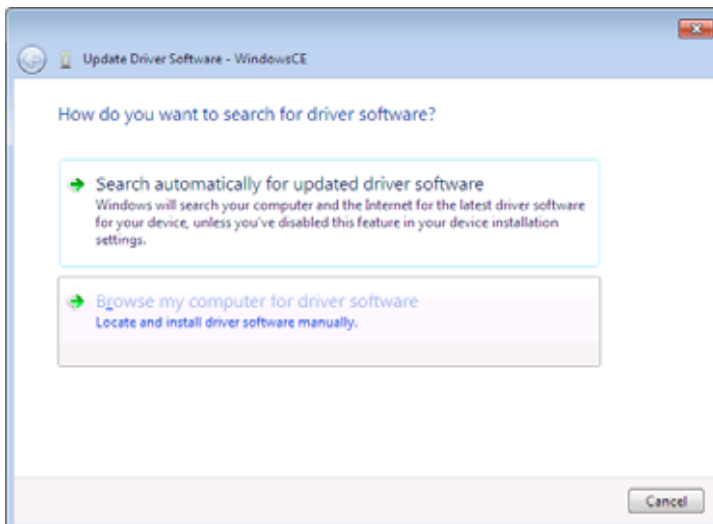 Update Driver Software - WindowsCE
How do you want to search for driver software?
Search automatically for updated driver software
Windows will search your computer and the Internet for the latest driver software
for your device, unless you've disabled this feature in your device installation
settings.
Browse my computer for driver software
Locate and install driver software manually.
Cancel